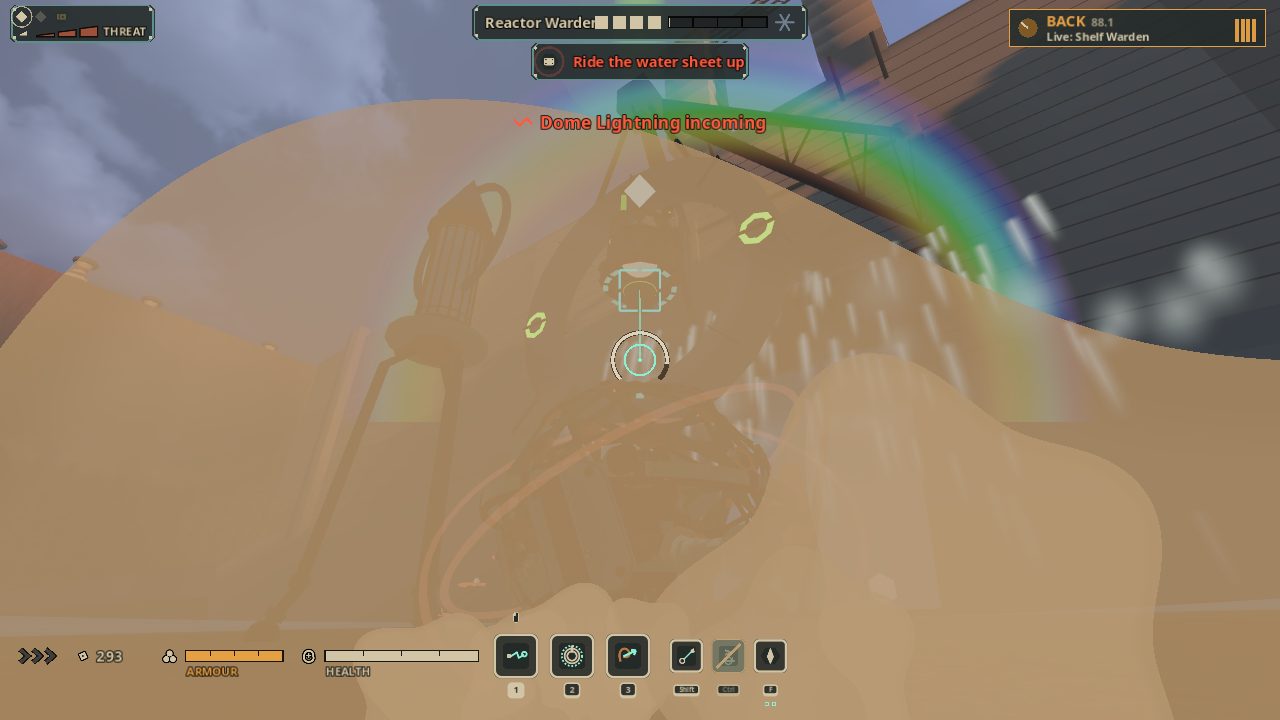 THREAT
Reactor Warden
Ride the water sheet up
Dome Lightning incoming
BACK 88.1
Live: Shelf Warden
293
ARMOUR
HEALTH
1
2
3
Shift
Ctrl
F